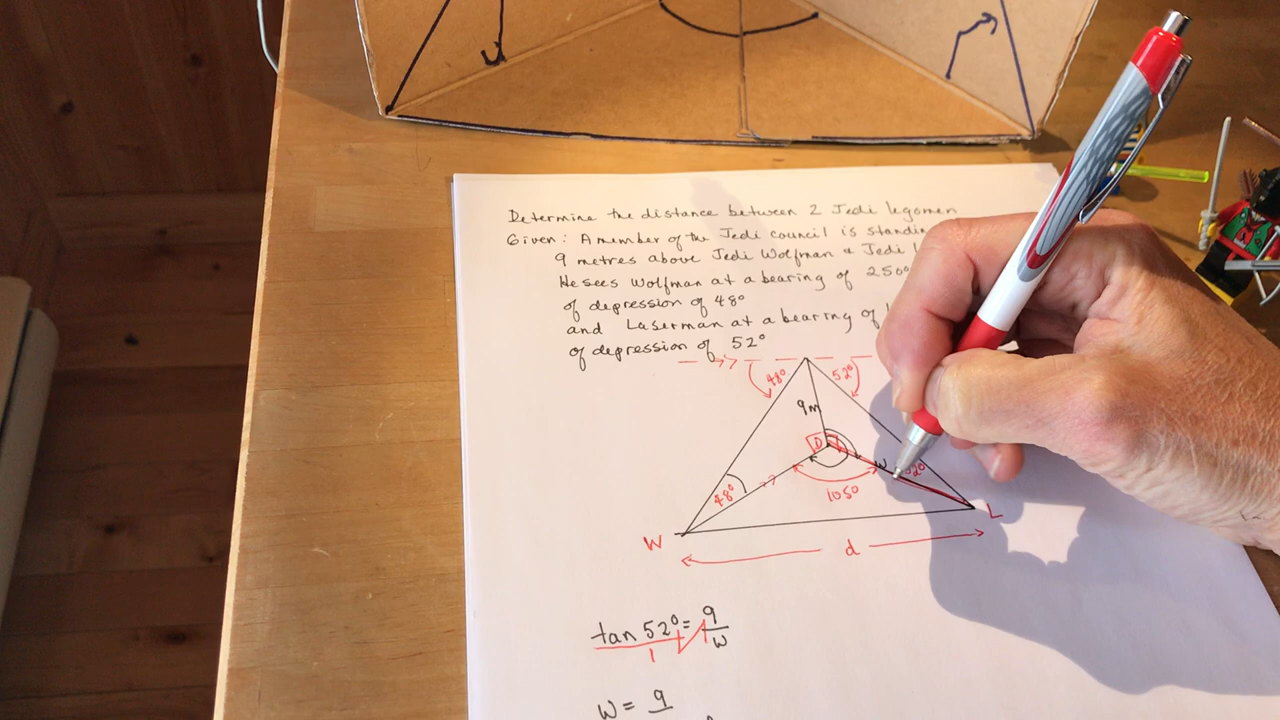 Determine the distance between 2 Jedi legomen
Given: A member of the Jedi council is
9 metres above Jedi Wolfman & Jedi
He sees Wolfman at a bearing of 250°
of depression of 48°
and Laserman at a bearing of
of depression of 52°
48° 52°
9m
D
W
48° 52°
105°
L
W
d
tan 52° = 9/w
1
w = 9